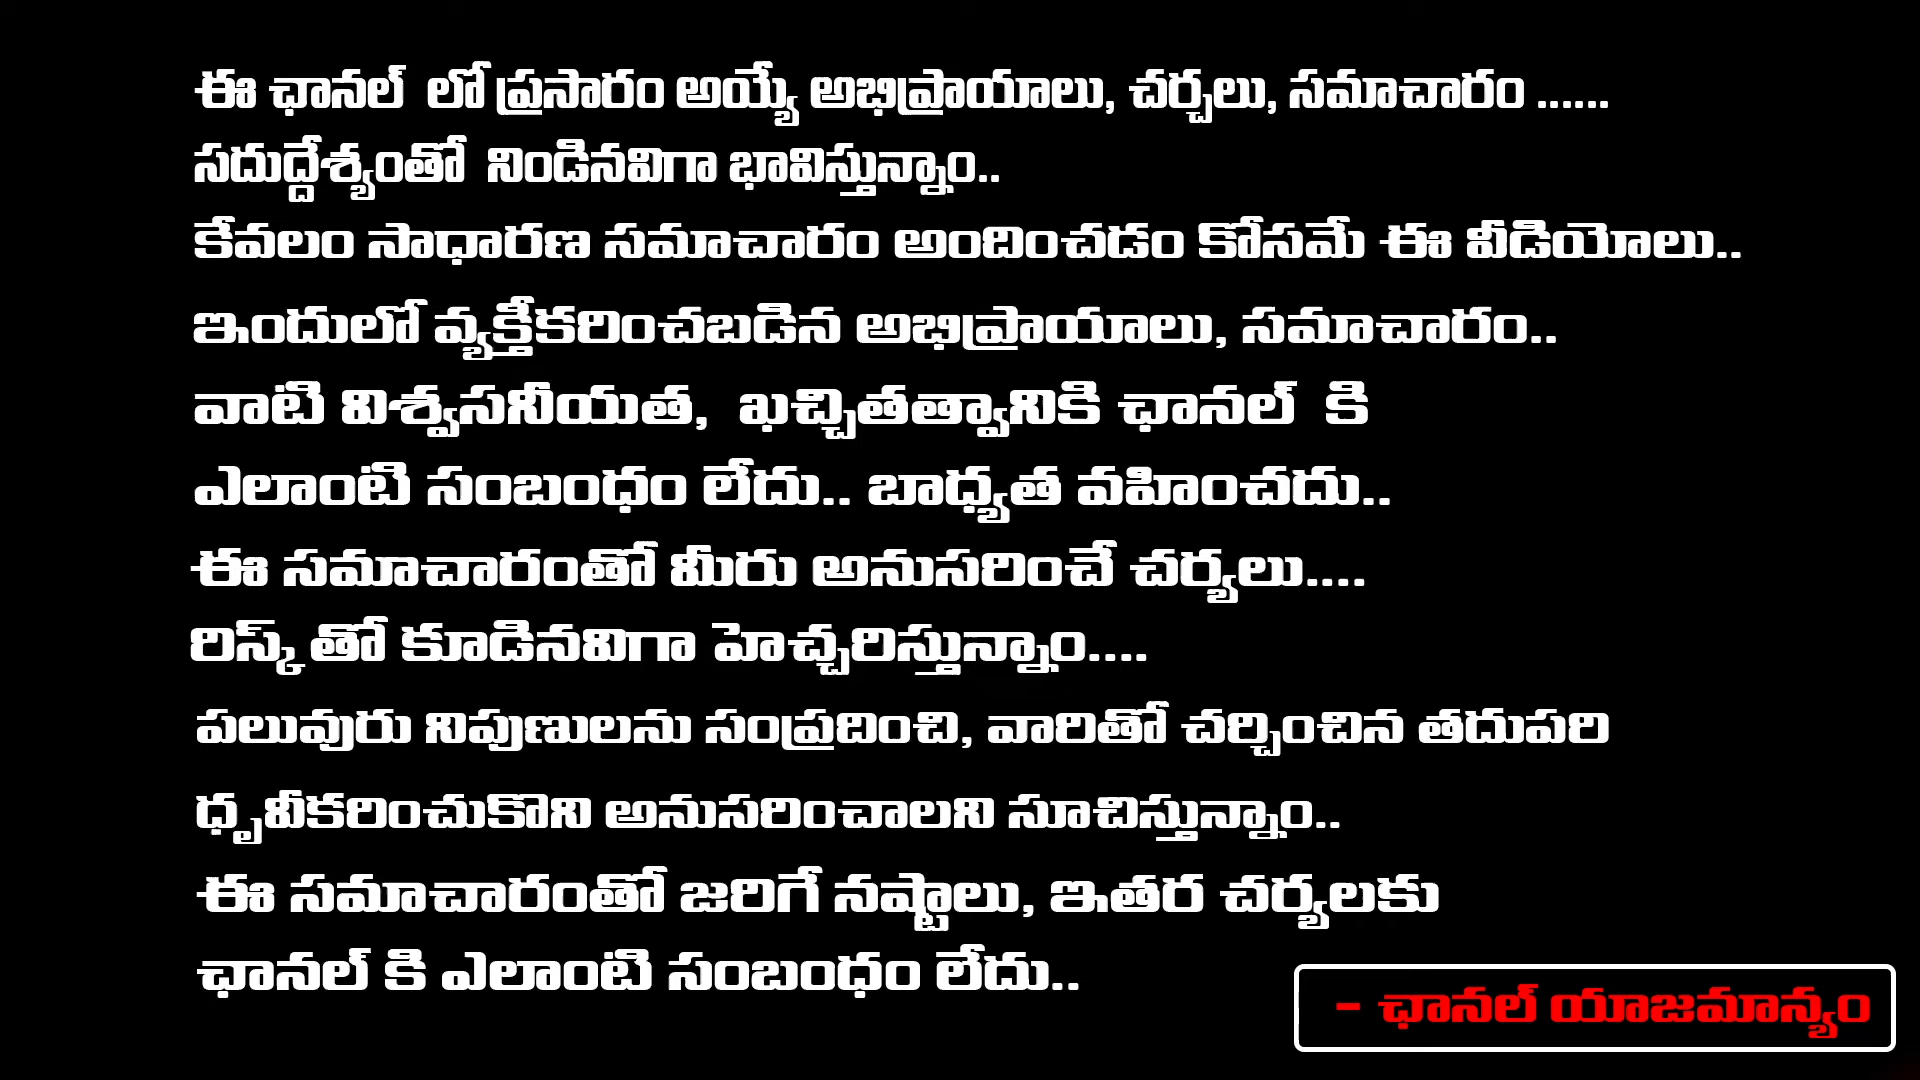 ఈ ఛానల్ లో ప్రసారం అయ్యే అభిప్రాయాలు, చర్చలు, సమాచారం ......
సదుద్దేశ్యంతో నిండినవిగా భావిస్తున్నాం..
కేవలం సాధారణ సమాచారం అందించడం కోసమే ఈ వీడియోలు..
ఇందులో వ్యక్తీకరించబడిన అభిప్రాయాలు, సమాచారం..
వాటి విశ్వసనీయత, ఖచ్చితత్వానికి ఛానల్ కి
ఎలాంటి సంబంధం లేదు.. బాధ్యత వహించదు..
ఈ సమాచారంతో మీరు అనుసరించే చర్యలు....
రిస్క్ తో కూడినవిగా హెచ్చరిస్తున్నాం....
పలువురు నిపుణులను సంప్రదించి, వారితో చర్చించిన తదుపరి
ధృవీకరించుకొని అనుసరించాలని సూచిస్తున్నాం..
ఈ సమాచారంతో జరిగే నష్టాలు, ఇతర చర్యలకు
ఛానల్ కి ఎలాంటి సంబంధం లేదు..
- ఛానల్ యాజమాన్యం